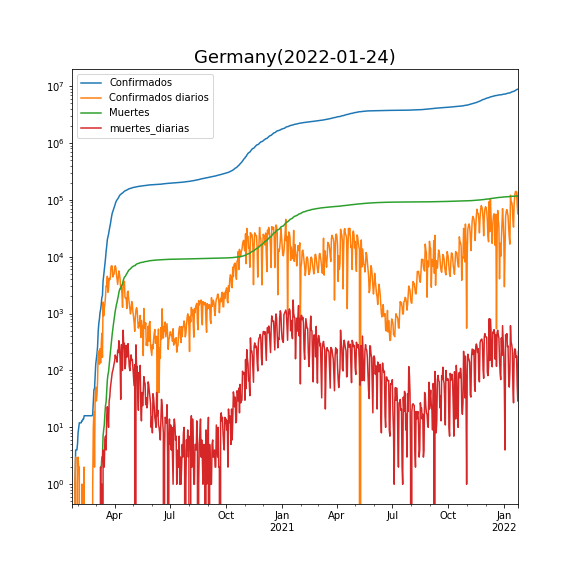 Germany(2022-01-24)
Confirmados
Confirmados diarios
Muertes
muertes_diarias
10^7
10^6
10^5
10^4
10^3
10^2
10^1
10^0
Apr Jul Oct Jan Apr Jul Oct Jan
2021 2022